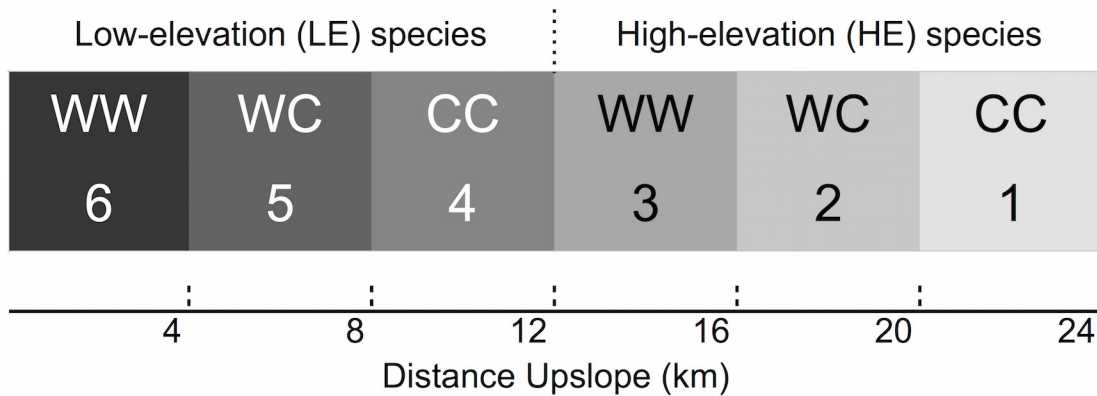 Low-elevation (LE) species High-elevation (HE) species
WW WC CC WW WC CC
6 5 4 3 2 1
4 8 12 16 20 24
Distance Upslope (km)